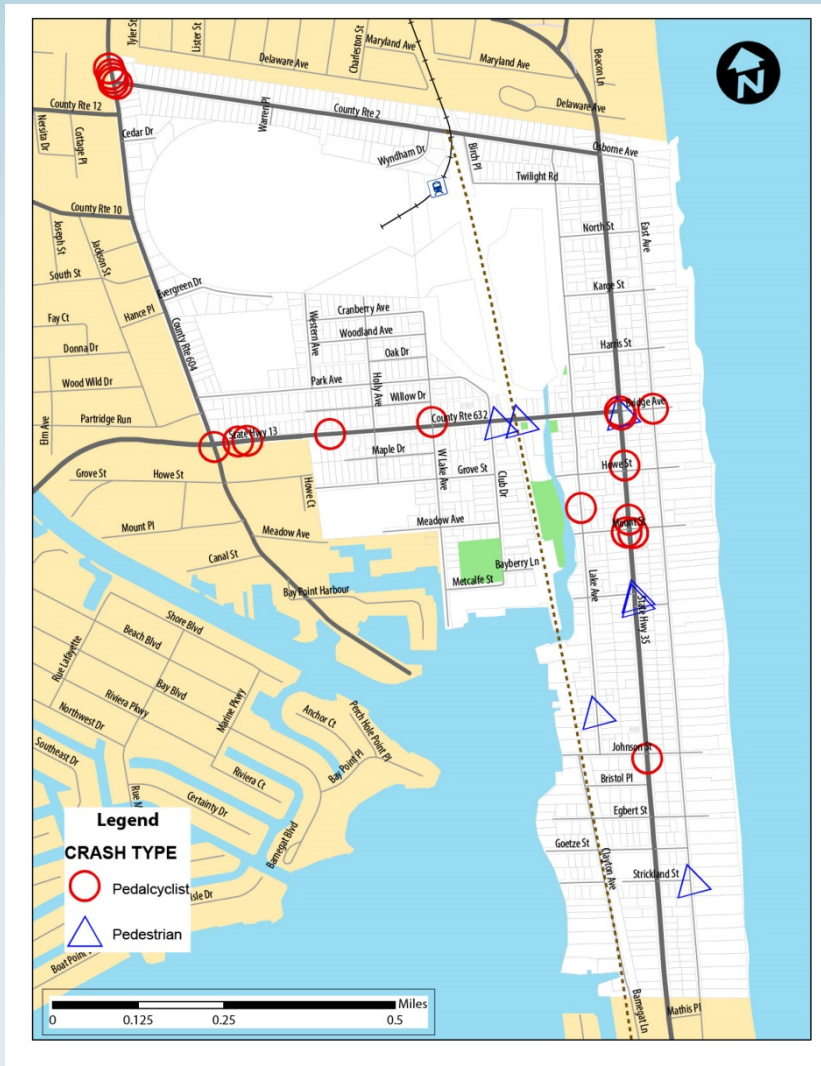 Tyler St
Lister St
Delaware Ave
Charleston St
Maryland Ave
Maryland Ave
Beacon Ln
Delaware Ave
N
County Rte 12
Nersita Dr
Cottage Pl
Cedar Dr
Warren Pl
County Rte 2
Wyndham Dr
Birch Pl
Osborne Ave
Twilight Rd
County Rte 10
Joseph St
Jackson St
South St
North St
East Ave
Hance Pl
Evergreen Dr
Karge St
Fay Ct
County Rte 604
Western Ave
Cranberry Ave
Woodland Ave
Donna Dr
Oak Dr
Harris St
Wood Wild Dr
Park Ave
Holly Ave
Willow Dr
Elm Ave
Partridge Run
State Hwy 13
County Rte 632
Bridge Ave
Maple Dr
W Lake Ave
Grove St
Howe St
Howe Ct
Grove St
Club Dr
Howe St
Mount Pl
Meadow Ave
Meadow Ave
Mount St
Canal St
Bayberry Ln
Metcalfe St
Lake Ave
State Hwy 35
Bay Point Harbour
Shore Blvd
Rue Lafayette
Beach Blvd
Bay Blvd
Riviera Pkwy
Marine Pkwy
Northwest Dr
Anchor Ct
Perch Hole Point Pl
Bay Point Pl
Southeast Dr
Riviera Ct
Johnson St
Bristol Pl
Certainty Dr
Egbert St
Barnegat Blvd
Goetze St
Clayton Ave
Strickland St
Legend
CRASH TYPE
Pedalcyclist
Pedestrian
Isle Dr
Boat Point
Barnegat Ln
Mathis Pl
Miles
0 0.125 0.25 0.5